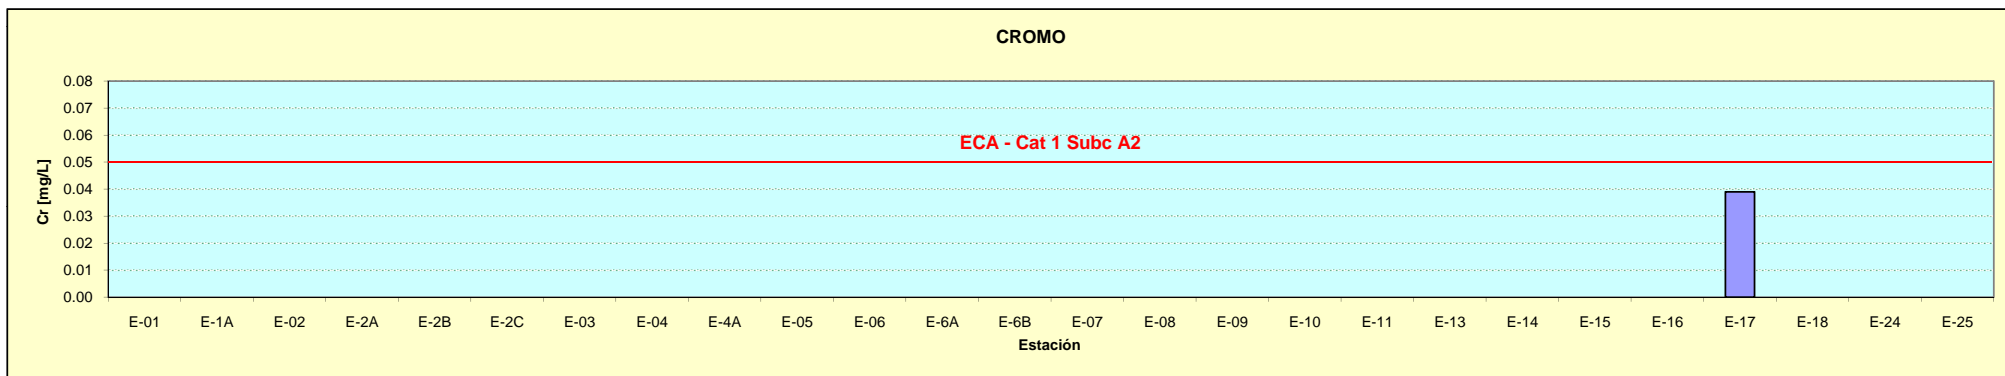 CROMO
0.08
0.07
0.06
0.05
0.04
0.03
0.02
0.01
0.00
Cr [mg/L]
ECA - Cat 1 Subc A2
E-01 E-1A E-02 E-2A E-2B E-2C E-03 E-04 E-4A E-05 E-06 E-6A E-6B E-07 E-08 E-09 E-10 E-11 E-13 E-14 E-15 E-16 E-17 E-18 E-24 E-25
Estación